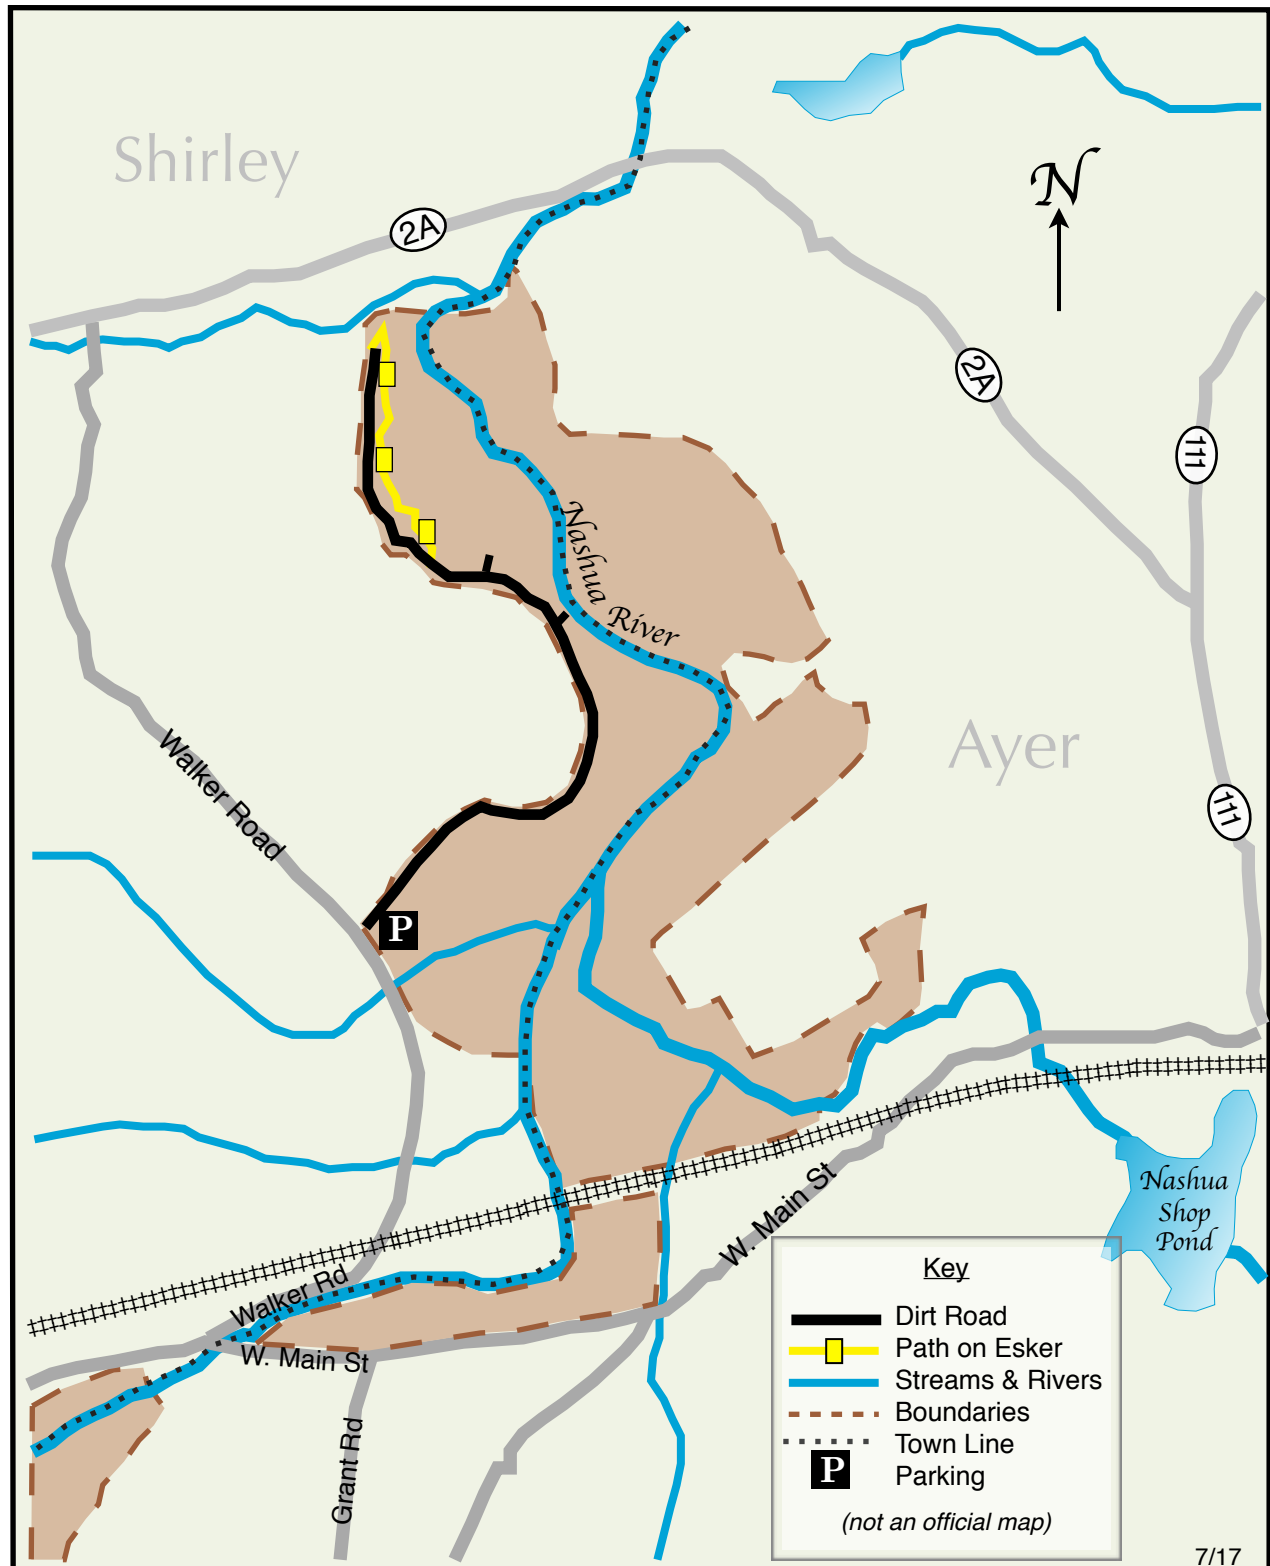 Shirley
N
2A
2A
111
Nashua River
Ayer
Walker Road
111
P
Nashua
Shop
Pond
W. Main St
Walker Rd
W. Main St
Grant Rd
Key
Dirt Road
Path on Esker
Streams & Rivers
Boundaries
Town Line
P Parking
(not an official map)
7/17